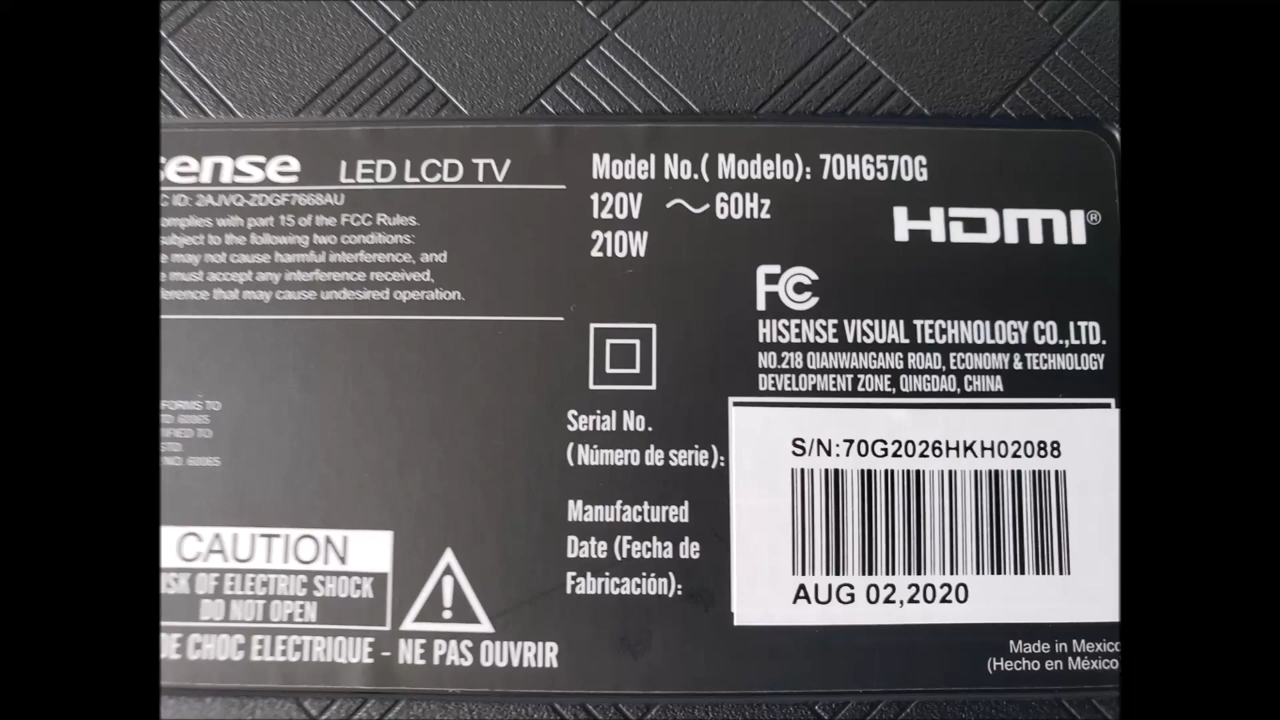 sense LED LCD TV
C ID: 2AJVQ-ZDGF7668AU
omplies with part 15 of the FCC Rules.
ubject to the following two conditions:
e may not cause harmful interference, and
e must accept any interference received,
erence that may cause undesired operation.
FORMS TO
TD 60065
IFIED TO
STD
NO. 60065
CAUTION
ISK OF ELECTRIC SHOCK
DO NOT OPEN
DE CHOC ELECTRIQUE - NE PAS OUVRIR
Model No.( Modelo): 70H6570G
120V ～ 60Hz
210W
HDMI®
FC
HISENSE VISUAL TECHNOLOGY CO.,LTD.
NO.218 QIANWANGANG ROAD, ECONOMY & TECHNOLOGY
DEVELOPMENT ZONE, QINGDAO, CHINA
Serial No.
(Número de serie):
S/N:70G2026HKH02088
Manufactured
Date (Fecha de
Fabricación):
AUG 02,2020
Made in Mexico
(Hecho en México